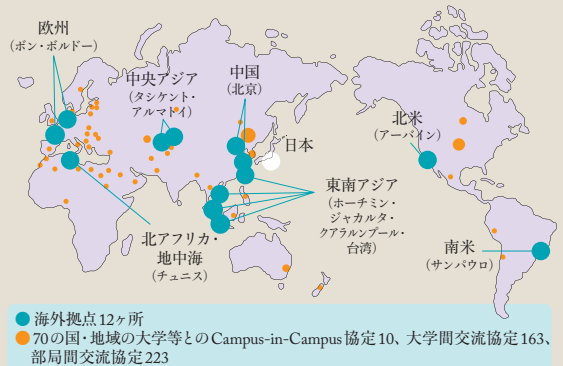 欧州
（ボン・ボルドー）
中央アジア
（タシケント・
アルマトイ）
中国
（北京）
日本
北米
（アーバイン）
東南アジア
（ホーチミン・
ジャカルタ・
クアラルンプール・
台湾）
北アフリカ・
地中海
（チュニス）
南米
（サンパウロ）
海外拠点12ヶ所
70の国・地域の大学等とのCampus-in-Campus協定10、大学間交流協定163、
部局間交流協定223